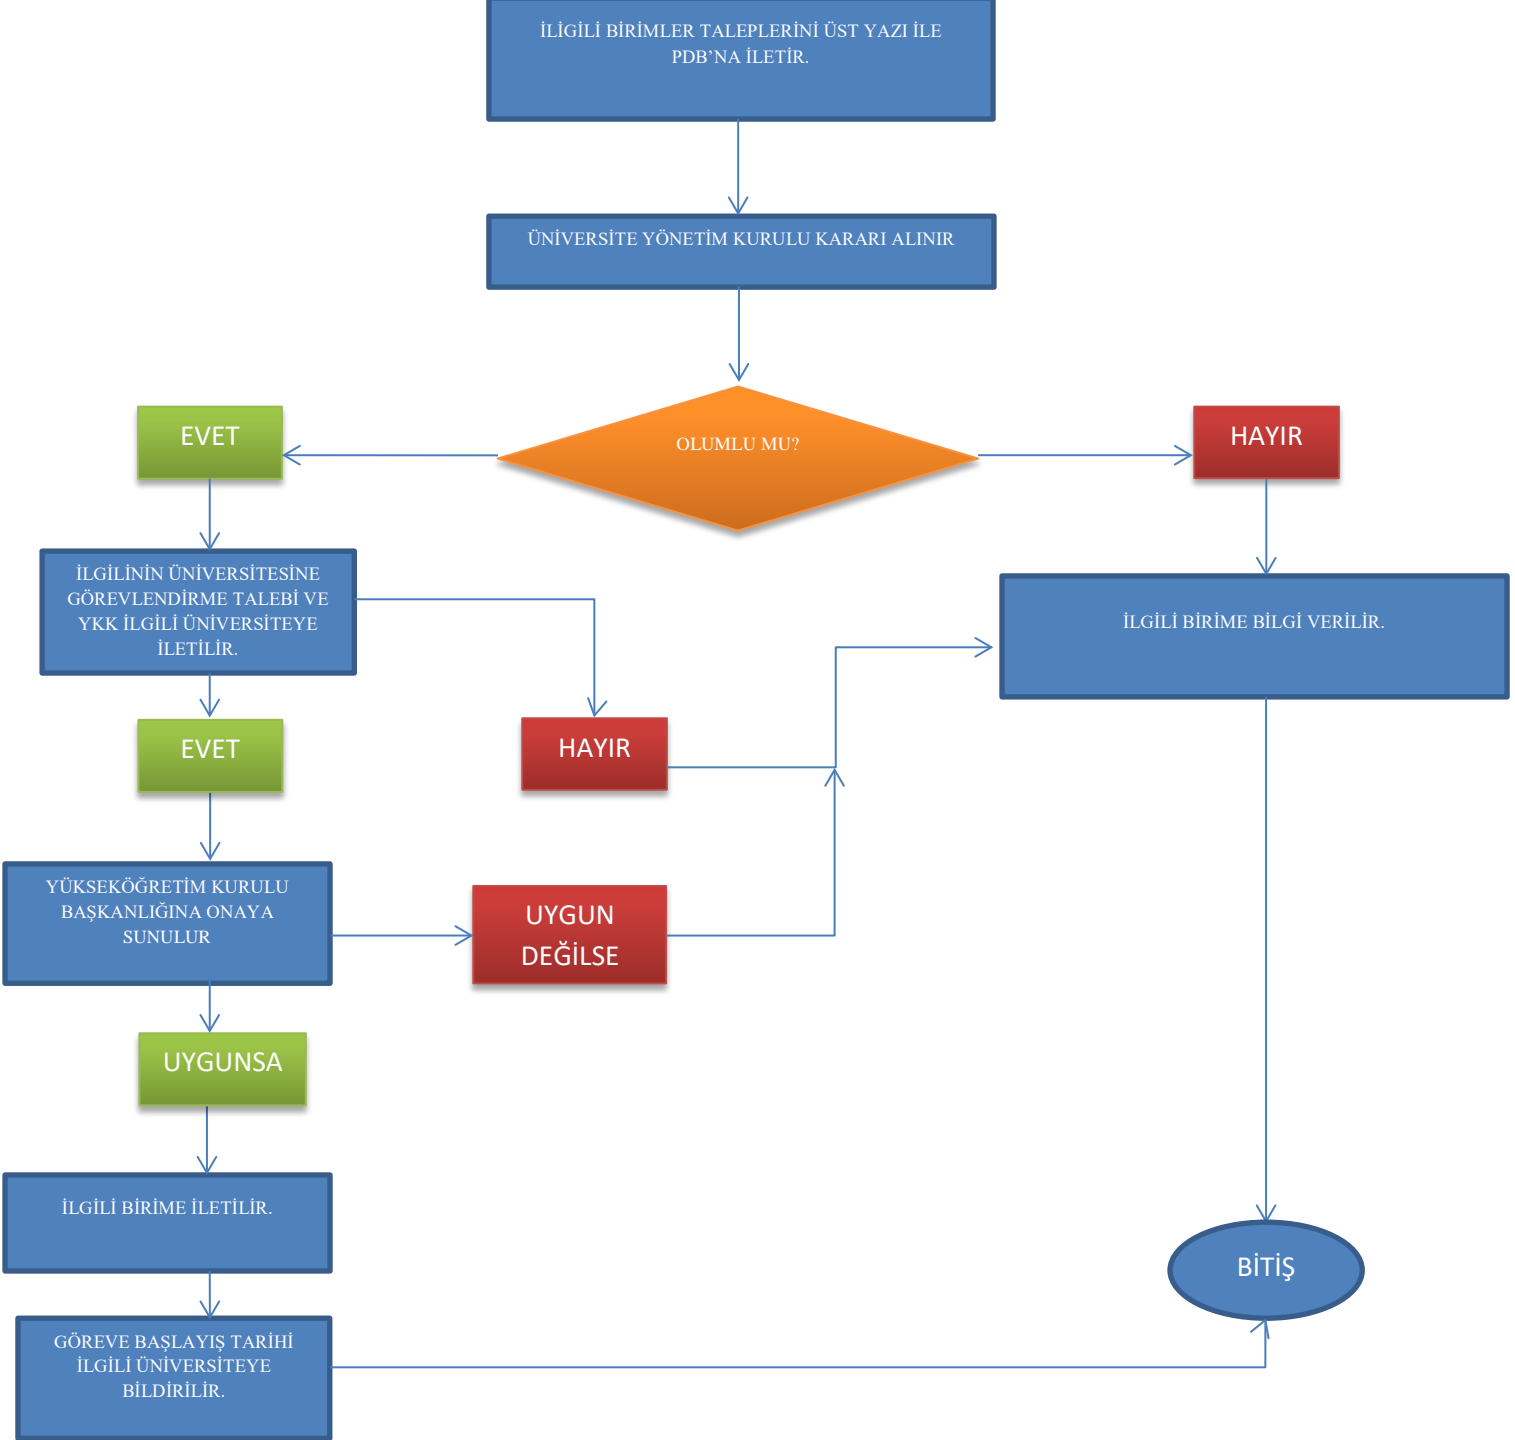 İLİGİLİ BİRİMLER TALEPLERİNİ ÜST YAZI İLE
PDB’NA İLETİR.
ÜNİVERSİTE YÖNETİM KURULU KARARI ALINIR
OLUMLU MU?
EVET
HAYIR
İLGİLİNİN ÜNİVERSİTESİNE
GÖREVLENDİRME TALEBİ VE
YKK İLGİLİ ÜNİVERSİTEYE
İLETİLİR.
İLGİLİ BİRİME BİLGİ VERİLİR.
EVET
HAYIR
YÜKSEKÖĞRETİM KURULU
BAŞKANLIĞINA ONAYA
SUNULUR
UYGUN
DEĞİLSE
UYGUNSA
İLGİLİ BİRİME İLETİLİR.
BİTİŞ
GÖREVE BAŞLAYIŞ TARİHİ
İLGİLİ ÜNİVERSİTEYE
BİLDİRİLİR.